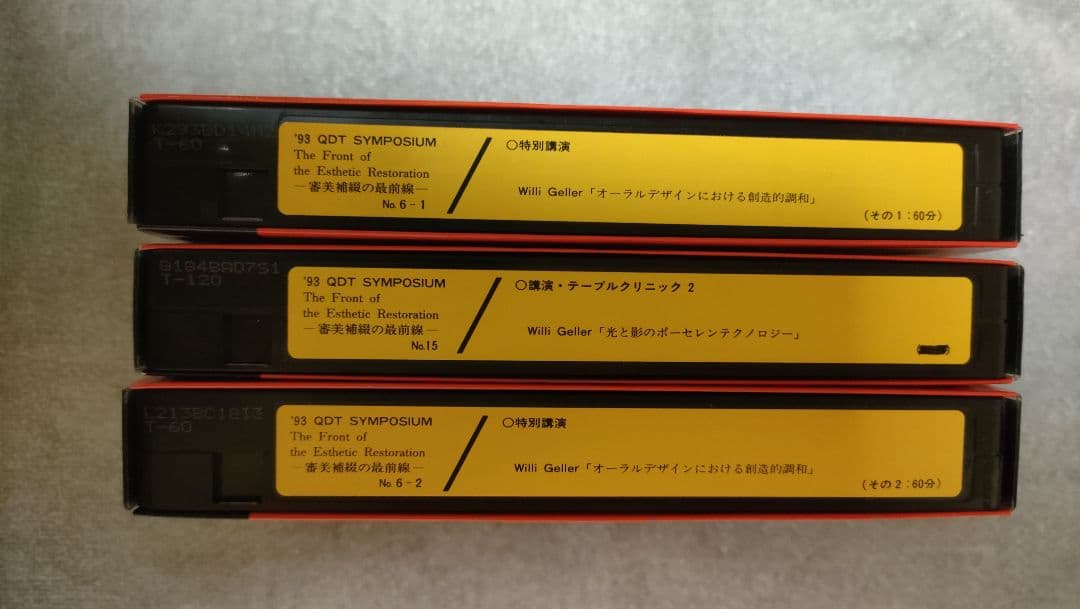 K293BD14H2
T-60
'93 QDT SYMPOSIUM
The Front of
the Esthetic Restoration
―審美補綴の最前線―
No. 6-1
○特別講演
Willi Geller「オーラルデザインにおける創造的調和」
(その1:60分)
B184BAD7S1
T-120
'93 QDT SYMPOSIUM
The Front of
the Esthetic Restoration
―審美補綴の最前線―
No.15
○講演・テーブルクリニック 2
Willi Geller「光と影のポーセレンテクノロジー」
L213BC1813
T-60
'93 QDT SYMPOSIUM
The Front of
the Esthetic Restoration
―審美補綴の最前線―
No. 6-2
○特別講演
Willi Geller「オーラルデザインにおける創造的調和」
(その2:60分)